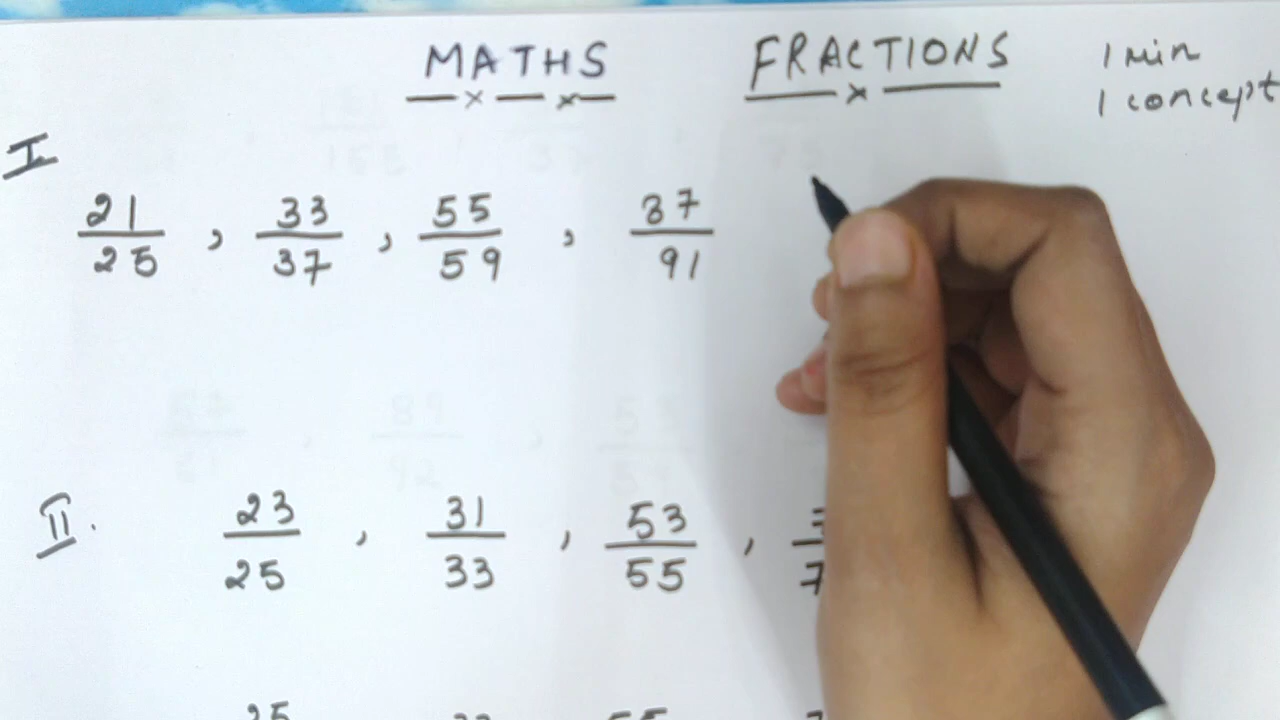 MATHS FRACTIONS 1 min
1 concept
I
21 33 55 87
25 , 37 , 59 , 91
II. 23 31 53
25 , 33 , 55 ,